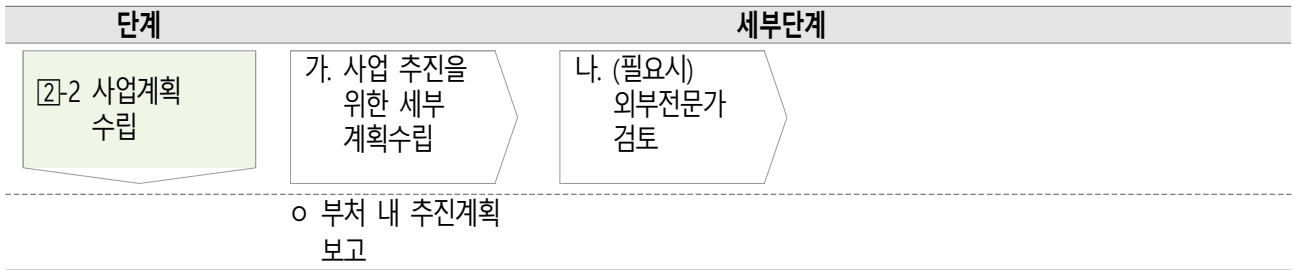 단계 세부단계
2-2 사업계획
수립
가. 사업 추진을
위한 세부
계획수립
나. (필요시)
외부전문가
검토
o 부처 내 추진계획
보고